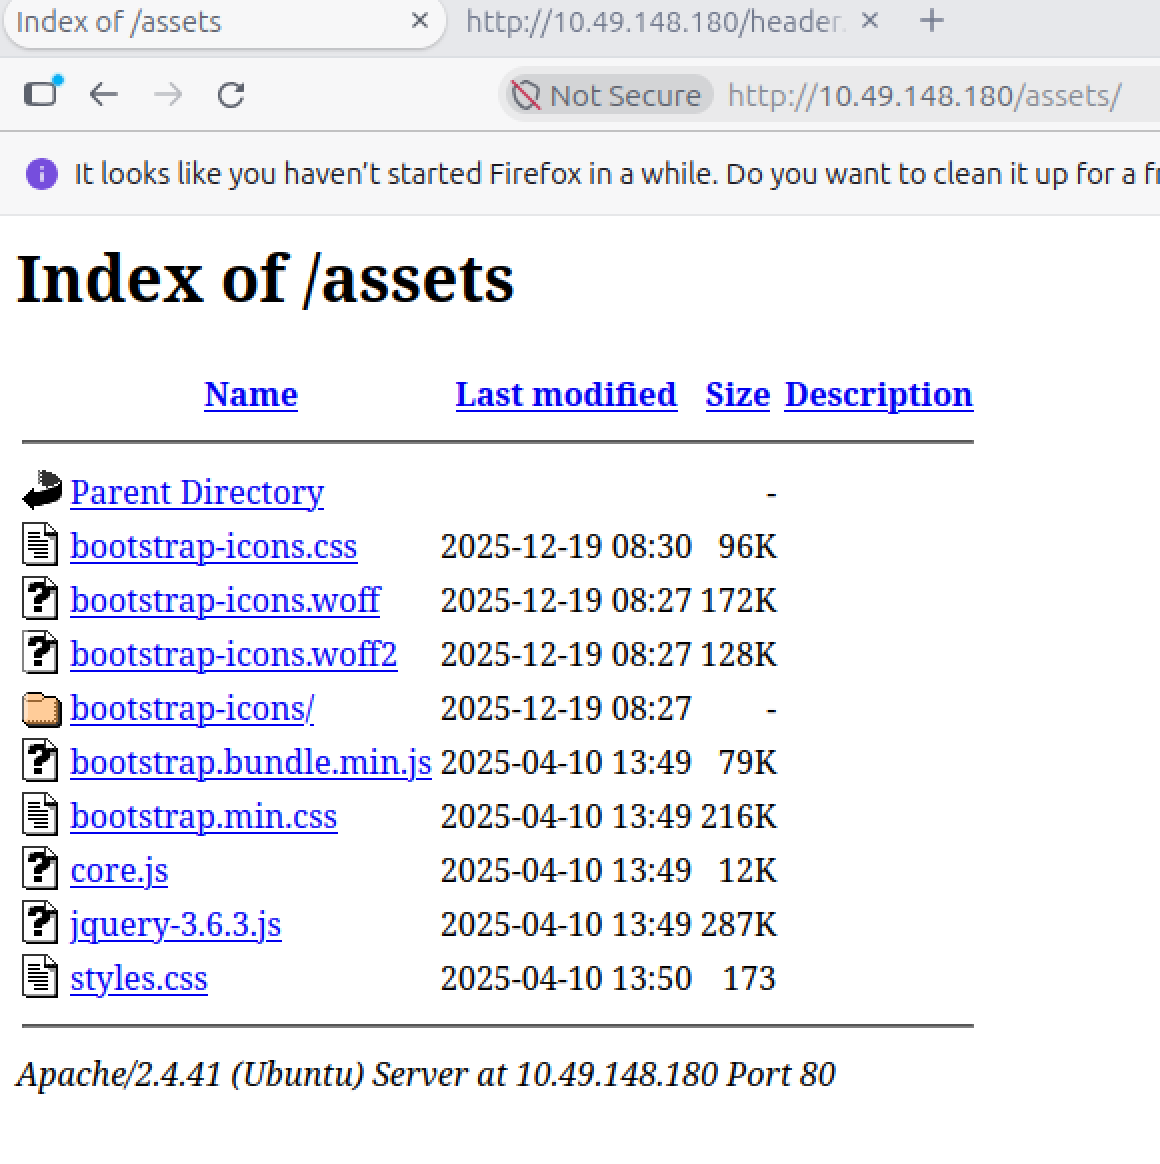 Index of /assets
http://10.49.148.180/header.
Not Secure http://10.49.148.180/assets/
It looks like you haven't started Firefox in a while. Do you want to clean it up for a fr
Index of /assets
Name Last modified Size Description
Parent Directory -
bootstrap-icons.css 2025-12-19 08:30 96K
bootstrap-icons.woff 2025-12-19 08:27 172K
bootstrap-icons.woff2 2025-12-19 08:27 128K
bootstrap-icons/ 2025-12-19 08:27 -
bootstrap.bundle.min.js 2025-04-10 13:49 79K
bootstrap.min.css 2025-04-10 13:49 216K
core.js 2025-04-10 13:49 12K
jquery-3.6.3.js 2025-04-10 13:49 287K
styles.css 2025-04-10 13:50 173
Apache/2.4.41 (Ubuntu) Server at 10.49.148.180 Port 80